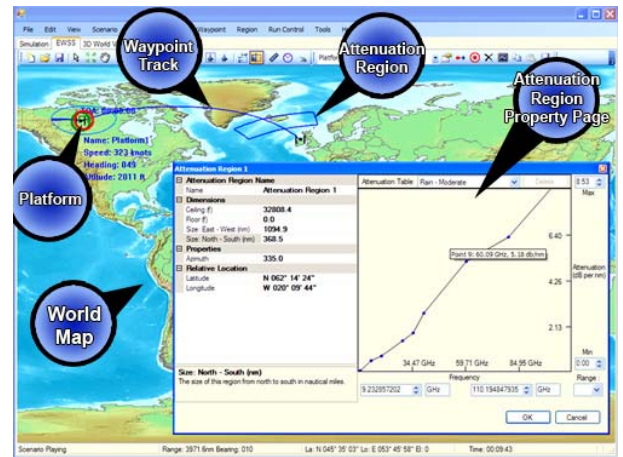 File Edit View Scenario Waypoint Region Run Control Tools
Simulation EWSS 3D World
Waypoint Track
Attenuation Region
Attenuation Region Property Page
Platform
World Map
Name: Platform1
Speed: 323 knots
Heading: 049
Altitude: 2011 ft
Attenuation Region 1
Attenuation Region Name
Name Attenuation Region 1
Dimensions
Ceiling (f) 32808.4
Floor (f) 0.0
Size: East - West (nm) 1094.9
Size: North - South (nm) 368.5
Properties
Azimuth 335.0
Relative Location
Latitude N 062° 14' 24"
Longitude W 020° 09' 44"
Size: North - South (nm)
The size of this region from north to south in nautical miles.
Attenuation Table Rain - Moderate Delete 8.53
Max
Point 9: 60.09 GHz, 5.18 db/nm
6.40
Attenuation (dB per nm)
4.26
2.13
Min
0.00
34.47 GHz 59.71 GHz 84.95 GHz
Frequency
Range:
9.232857202 GHz 110.194847935 GHz
OK Cancel
Scenario Playing Range: 3971.6nm Bearing: 010 La: N 045° 35' 03" Lo: E 053° 45' 58" El: 0 Time: 00:09:43